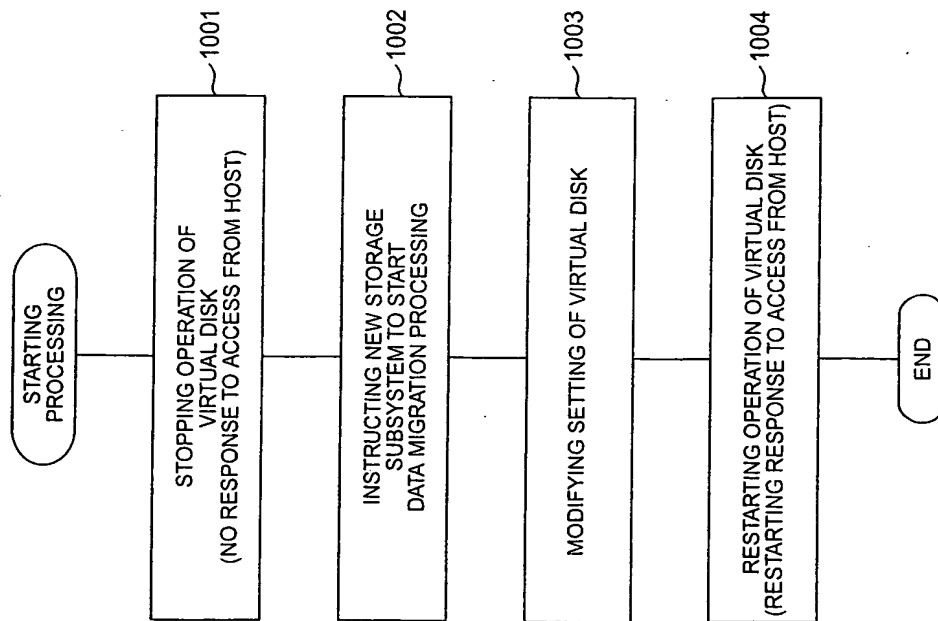 STARTING
PROCESSING
STOPPING OPERATION OF
VIRTUAL DISK
(NO RESPONSE TO ACCESS FROM HOST)
1001
INSTRUCTING NEW STORAGE
SUBSYSTEM TO START
DATA MIGRATION PROCESSING
1002
MODIFYING SETTING OF VIRTUAL DISK
1003
RESTARTING OPERATION OF VIRTUAL DISK
(RESTARTING RESPONSE TO ACCESS FROM HOST)
1004
END